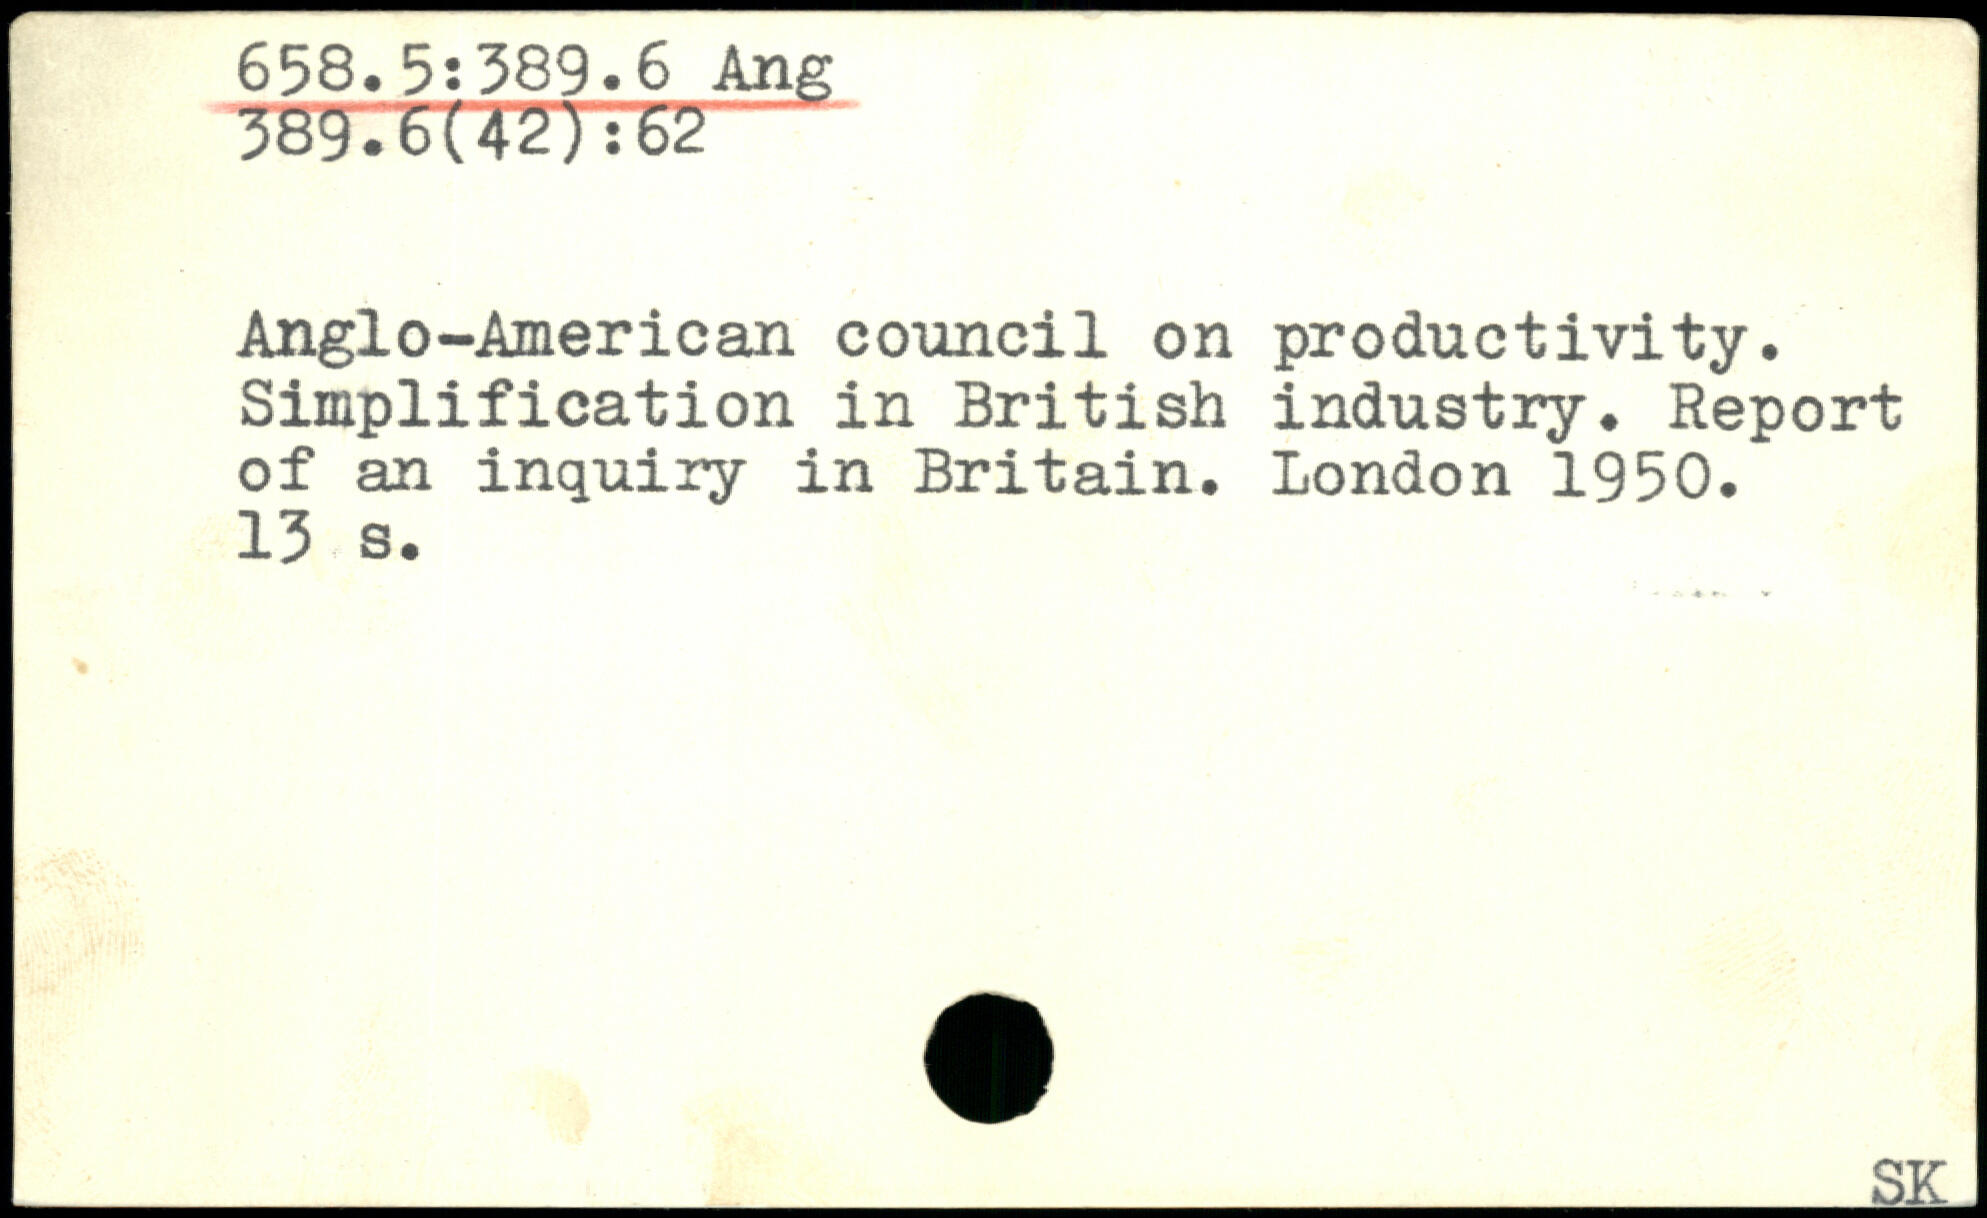 658.5:389.6 Ang
389.6(42):62
Anglo-American council on productivity.
Simplification in British industry. Report
of an inquiry in Britain. London 1950.
13 s.
SK